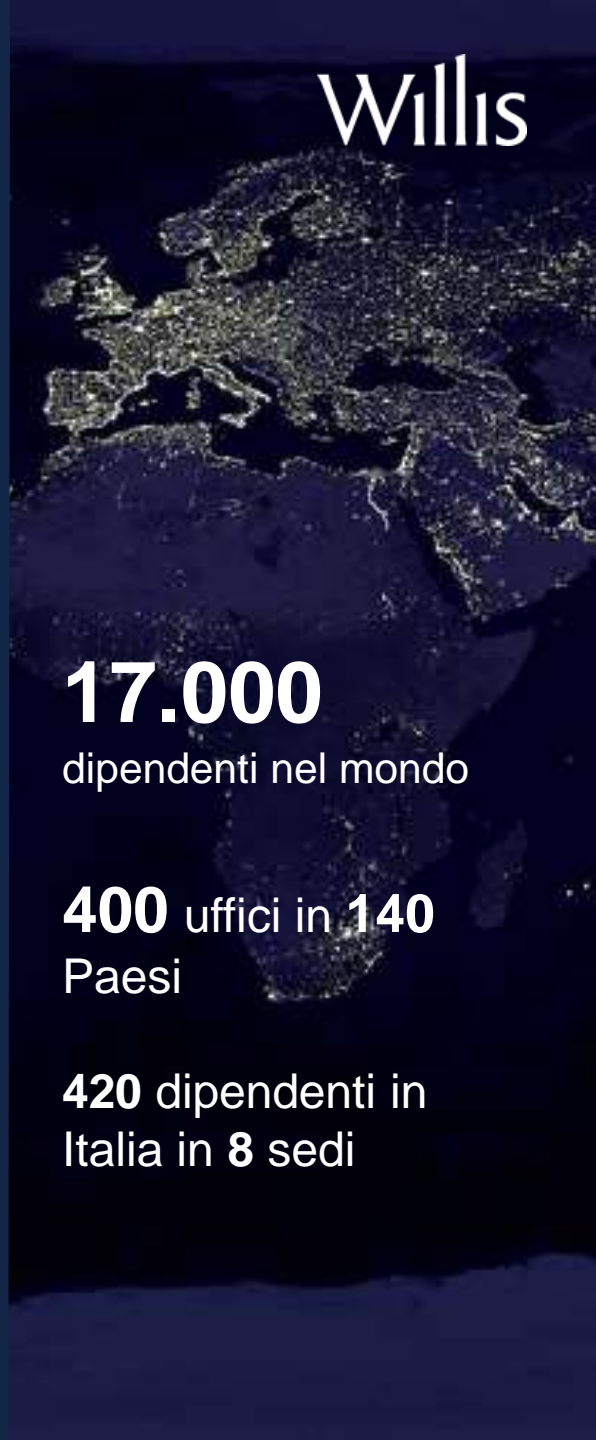 Willis
17.000
dipendenti nel mondo
400 uffici in 140
Paesi
420 dipendenti in
Italia in 8 sedi